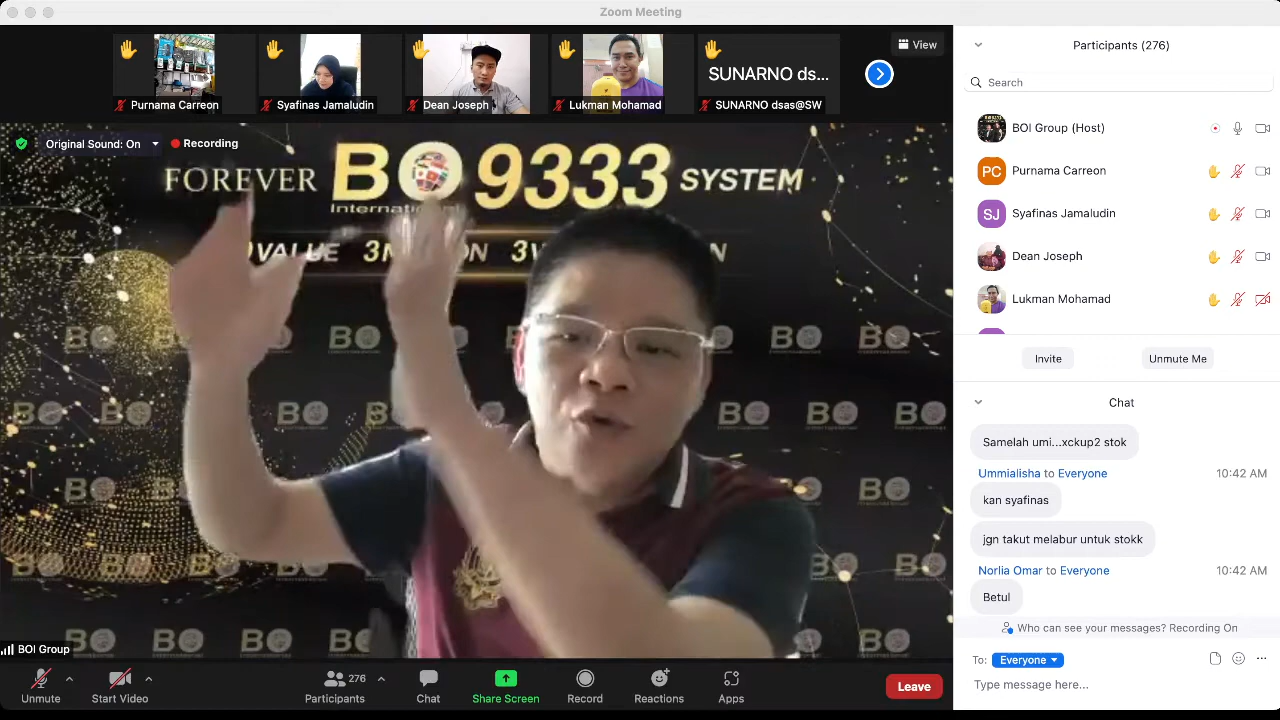 Zoom Meeting
Purnama Carreon
Syafinas Jamaludin
Dean Joseph
Lukman Mohamad
SUNARNO ds...
SUNARNO dsas@SW
View
Original Sound: On
Recording
FOREVER BO 9333 SYSTEM
International
VALUE
BOI Group
Participants (276)
Search
BOI Group (Host)
PC Purnama Carreon
SJ Syafinas Jamaludin
Dean Joseph
Lukman Mohamad
Invite
Unmute Me
Chat
Samelah umi...xckup2 stok
Ummialisha to Everyone 10:42 AM
kan syafinas
jgn takut melabur untuk stokk
Norlia Omar to Everyone 10:42 AM
Betul
Who can see your messages? Recording On
To: Everyone
Type message here...
Unmute
Start Video
276
Participants
Chat
Share Screen
Record
Reactions
Apps
Leave